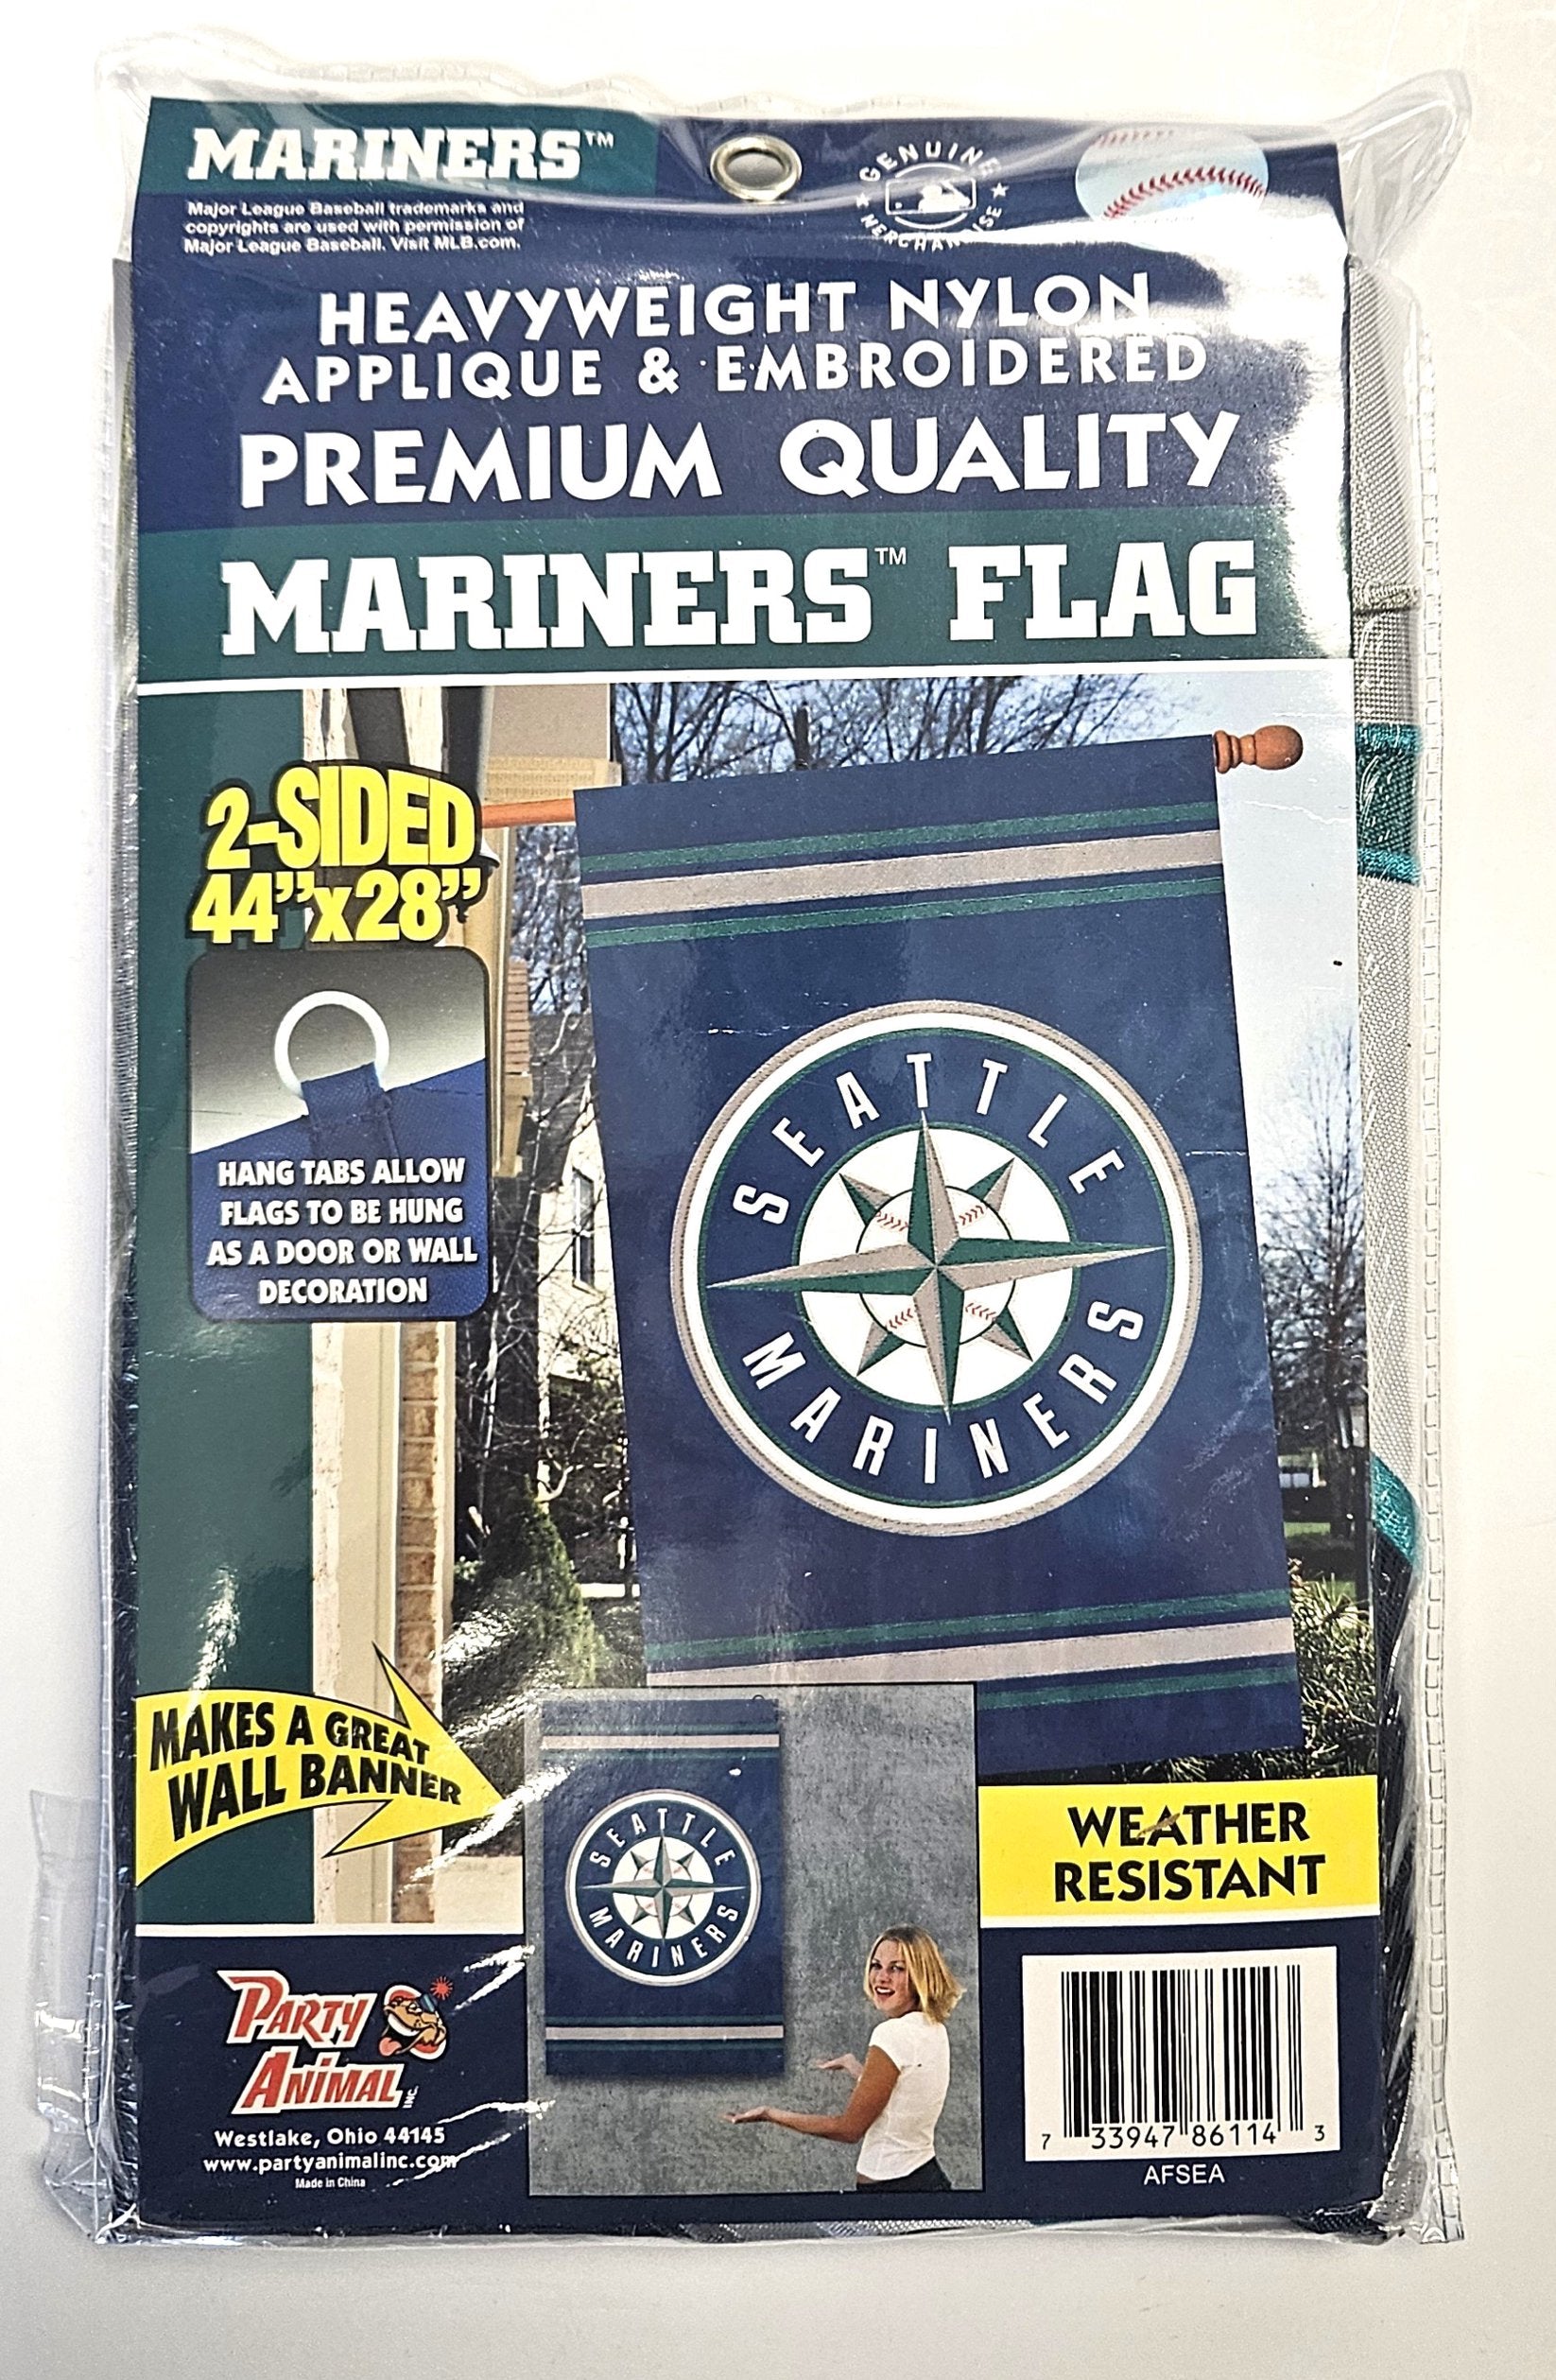 MARINERS™
Major League Baseball trademarks and
copyrights are used with permission of
Major League Baseball. Visit MLB.com.
GENUINE
MERCHANDISE
HEAVYWEIGHT NYLON
APPLIQUE & EMBROIDERED
PREMIUM QUALITY
MARINERS™ FLAG
2-SIDED
44”x28”
HANG TABS ALLOW
FLAGS TO BE HUNG
AS A DOOR OR WALL
DECORATION
SEATTLE
MARINERS
MAKES A GREAT
WALL BANNER
SEATTLE
MARINERS
WEATHER
RESISTANT
PARTY
ANIMAL INC.
Westlake, Ohio 44145
www.partyanimalinc.com
Made in China
7 33947 86114 3
AFSEA